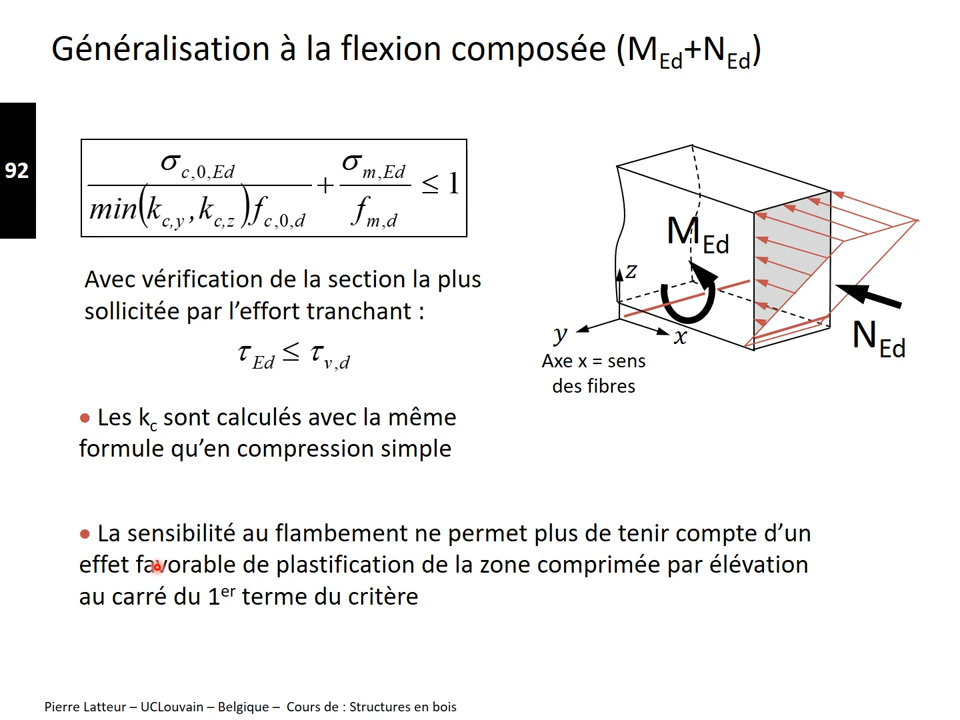 Généralisation à la flexion composée (M_Ed+N_Ed)
92
σ_c,0,Ed / min(k_c,y ,k_c,z) f_c,0,d + σ_m,Ed / f_m,d ≤ 1
Avec vérification de la section la plus
sollicitée par l’effort tranchant :
τ_Ed ≤ τ_v,d
M_Ed
N_Ed
z
y
x
Axe x = sens
des fibres
• Les k_c sont calculés avec la même
formule qu’en compression simple
• La sensibilité au flambement ne permet plus de tenir compte d’un
effet favorable de plastification de la zone comprimée par élévation
au carré du 1er terme du critère
Pierre Latteur – UCLouvain – Belgique – Cours de : Structures en bois